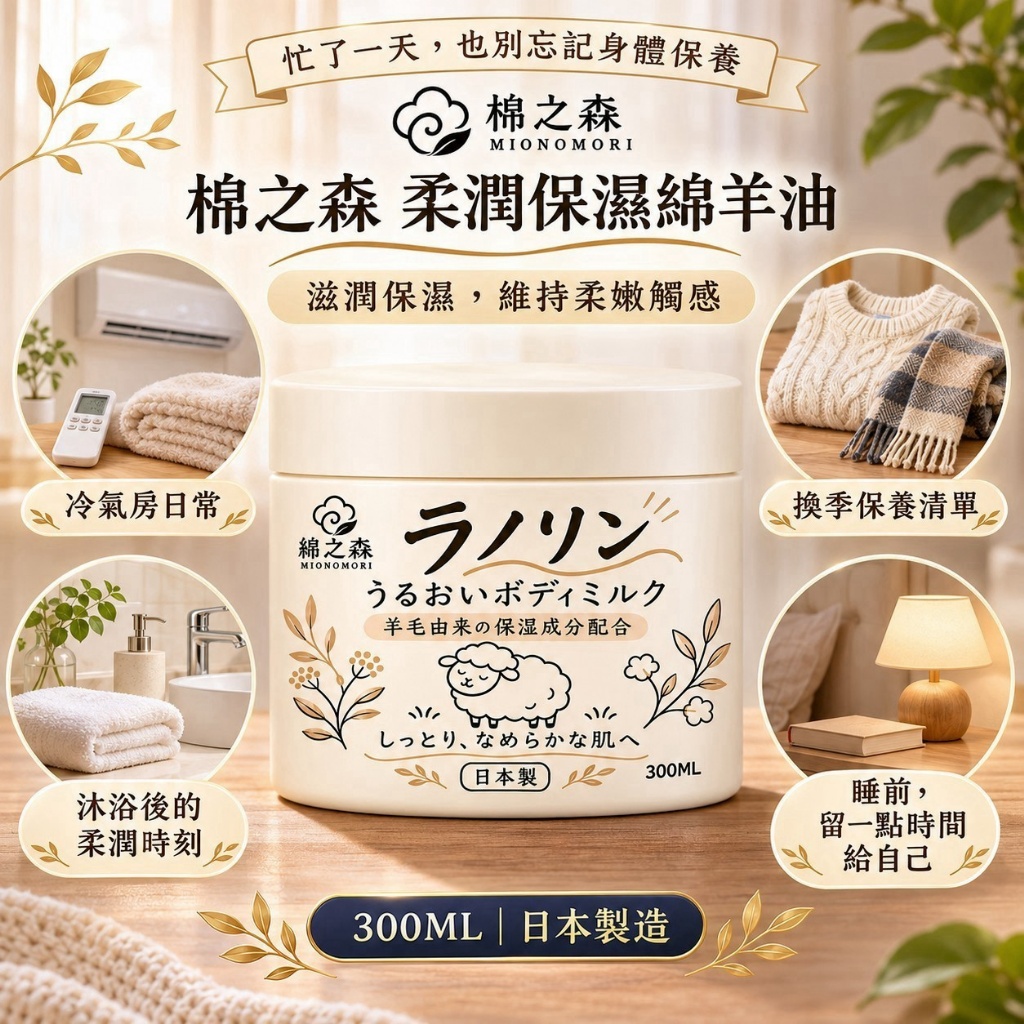 忙了一天，也別忘記身體保養
棉之森
MIONOMORI
棉之森 柔潤保濕綿羊油
滋潤保濕，維持柔嫩觸感
冷氣房日常
換季保養清單
綿之森
MIONOMORI
ラノリン
うるおいボディミルク
羊毛由来の保湿成分配合
しっとり、なめらかな肌へ
日本製
300ML
沐浴後的
柔潤時刻
睡前，
留一點時間
給自己
300ML｜日本製造